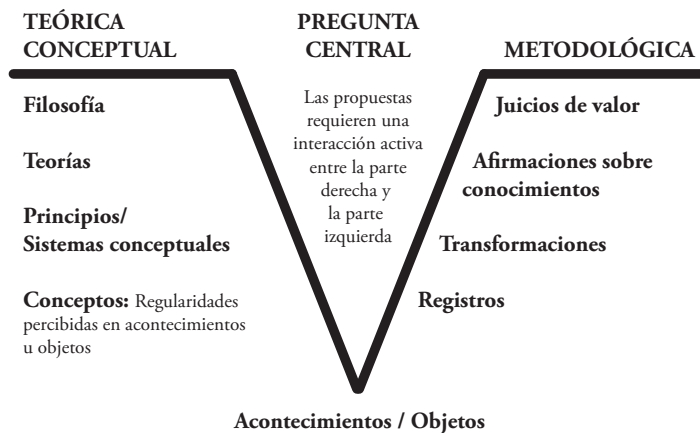 TEÓRICA
CONCEPTUAL
Filosofía
Teorías
Principios/
Sistemas conceptuales
Conceptos: Regularidades
percibidas en acontecimientos
u objetos
PREGUNTA
CENTRAL
Las propuestas
requieren una
interacción activa
entre la parte
derecha y
la parte
izquierda
METODOLÓGICA
Juicios de valor
Afirmaciones sobre
conocimientos
Transformaciones
Registros
Acontecimientos / Objetos